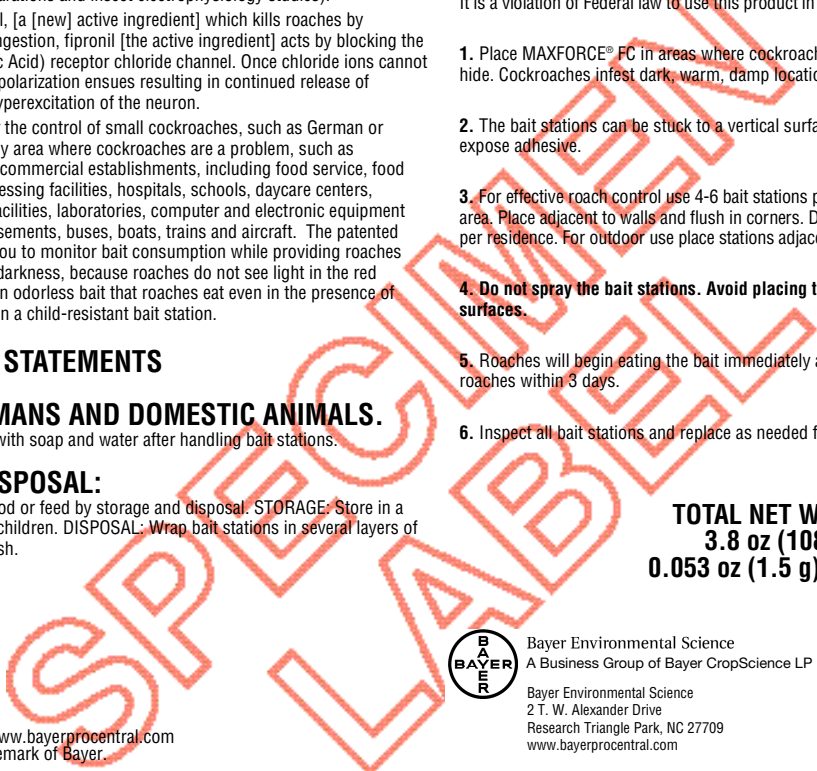 l, [a [new] active ingredient] which kills roaches by
ngestion, fipronil [the active ingredient] acts by blocking the
c Acid) receptor chloride channel. Once chloride ions cannot
polarization ensues resulting in continued release of
yperexcitation of the neuron.
the control of small cockroaches, such as German or
y area where cockroaches are a problem, such as
commercial establishments, including food service, food
essing facilities, hospitals, schools, daycare centers,
acilities, laboratories, computer and electronic equipment
sements, buses, boats, trains and aircraft. The patented
ou to monitor bait consumption while providing roaches
darkness, because roaches do not see light in the red
n odorless bait that roaches eat even in the presence of
n a child-resistant bait station.
STATEMENTS
MANS AND DOMESTIC ANIMALS.
with soap and water after handling bait stations.
SPOSAL:
od or feed by storage and disposal. STORAGE: Store in a
children. DISPOSAL: Wrap bait stations in several layers of
sh.
ww.bayerprocentral.com
emark of Bayer.
It is a violation of Federal law to use this product in
1. Place MAXFORCE® FC in areas where cockroach
hide. Cockroaches infest dark, warm, damp locatio
2. The bait stations can be stuck to a vertical surfa
expose adhesive.
3. For effective roach control use 4-6 bait stations p
area. Place adjacent to walls and flush in corners. D
per residence. For outdoor use place stations adjace
4. Do not spray the bait stations. Avoid placing t
surfaces.
5. Roaches will begin eating the bait immediately a
roaches within 3 days.
6. Inspect all bait stations and replace as needed f
TOTAL NET W
3.8 oz (108
0.053 oz (1.5 g)
BAYER
BAYER
Bayer Environmental Science
A Business Group of Bayer CropScience LP
Bayer Environmental Science
2 T. W. Alexander Drive
Research Triangle Park, NC 27709
www.bayerprocentral.com
SPECIMEN
LABEL